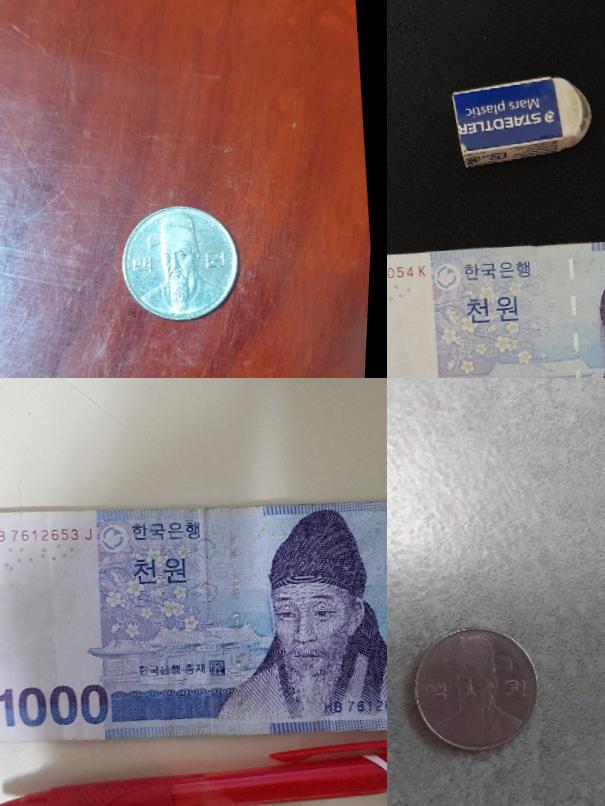 백 원
STAEDTLER
Mars plastic
054 K
한국은행
천원
B 7612653 J
한국은행
천원
한국은행 총재
1000
HB 7612
백 원